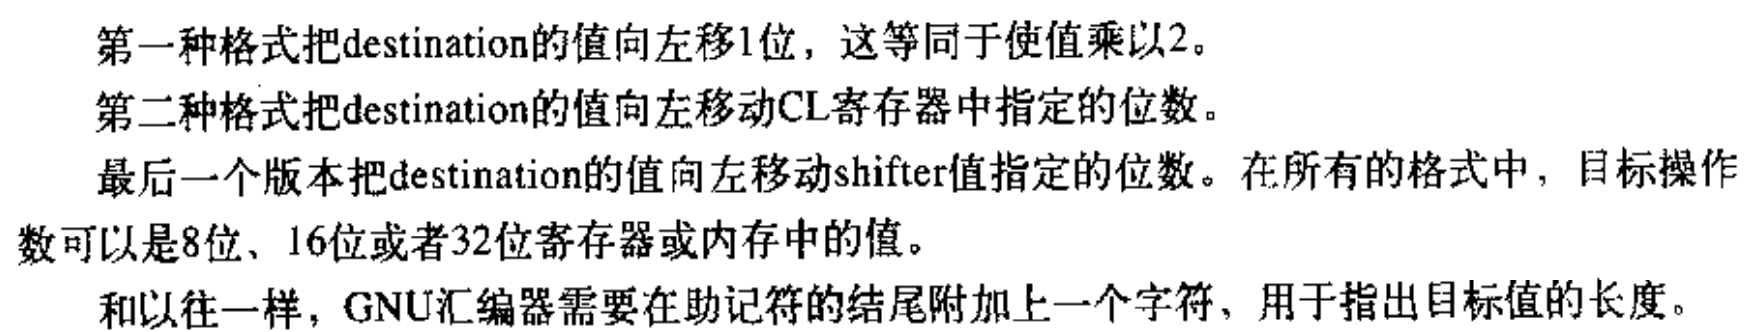 第一种格式把destination的值向左移1位，这等同于使值乘以2。
第二种格式把destination的值向左移动CL寄存器中指定的位数。
最后一个版本把destination的值向左移动shifter值指定的位数。在所有的格式中，目标操作
数可以是8位、16位或者32位寄存器或内存中的值。
和以往一样，GNU汇编器需要在助记符的结尾附加上一个字符、用于指出目标值的长度。